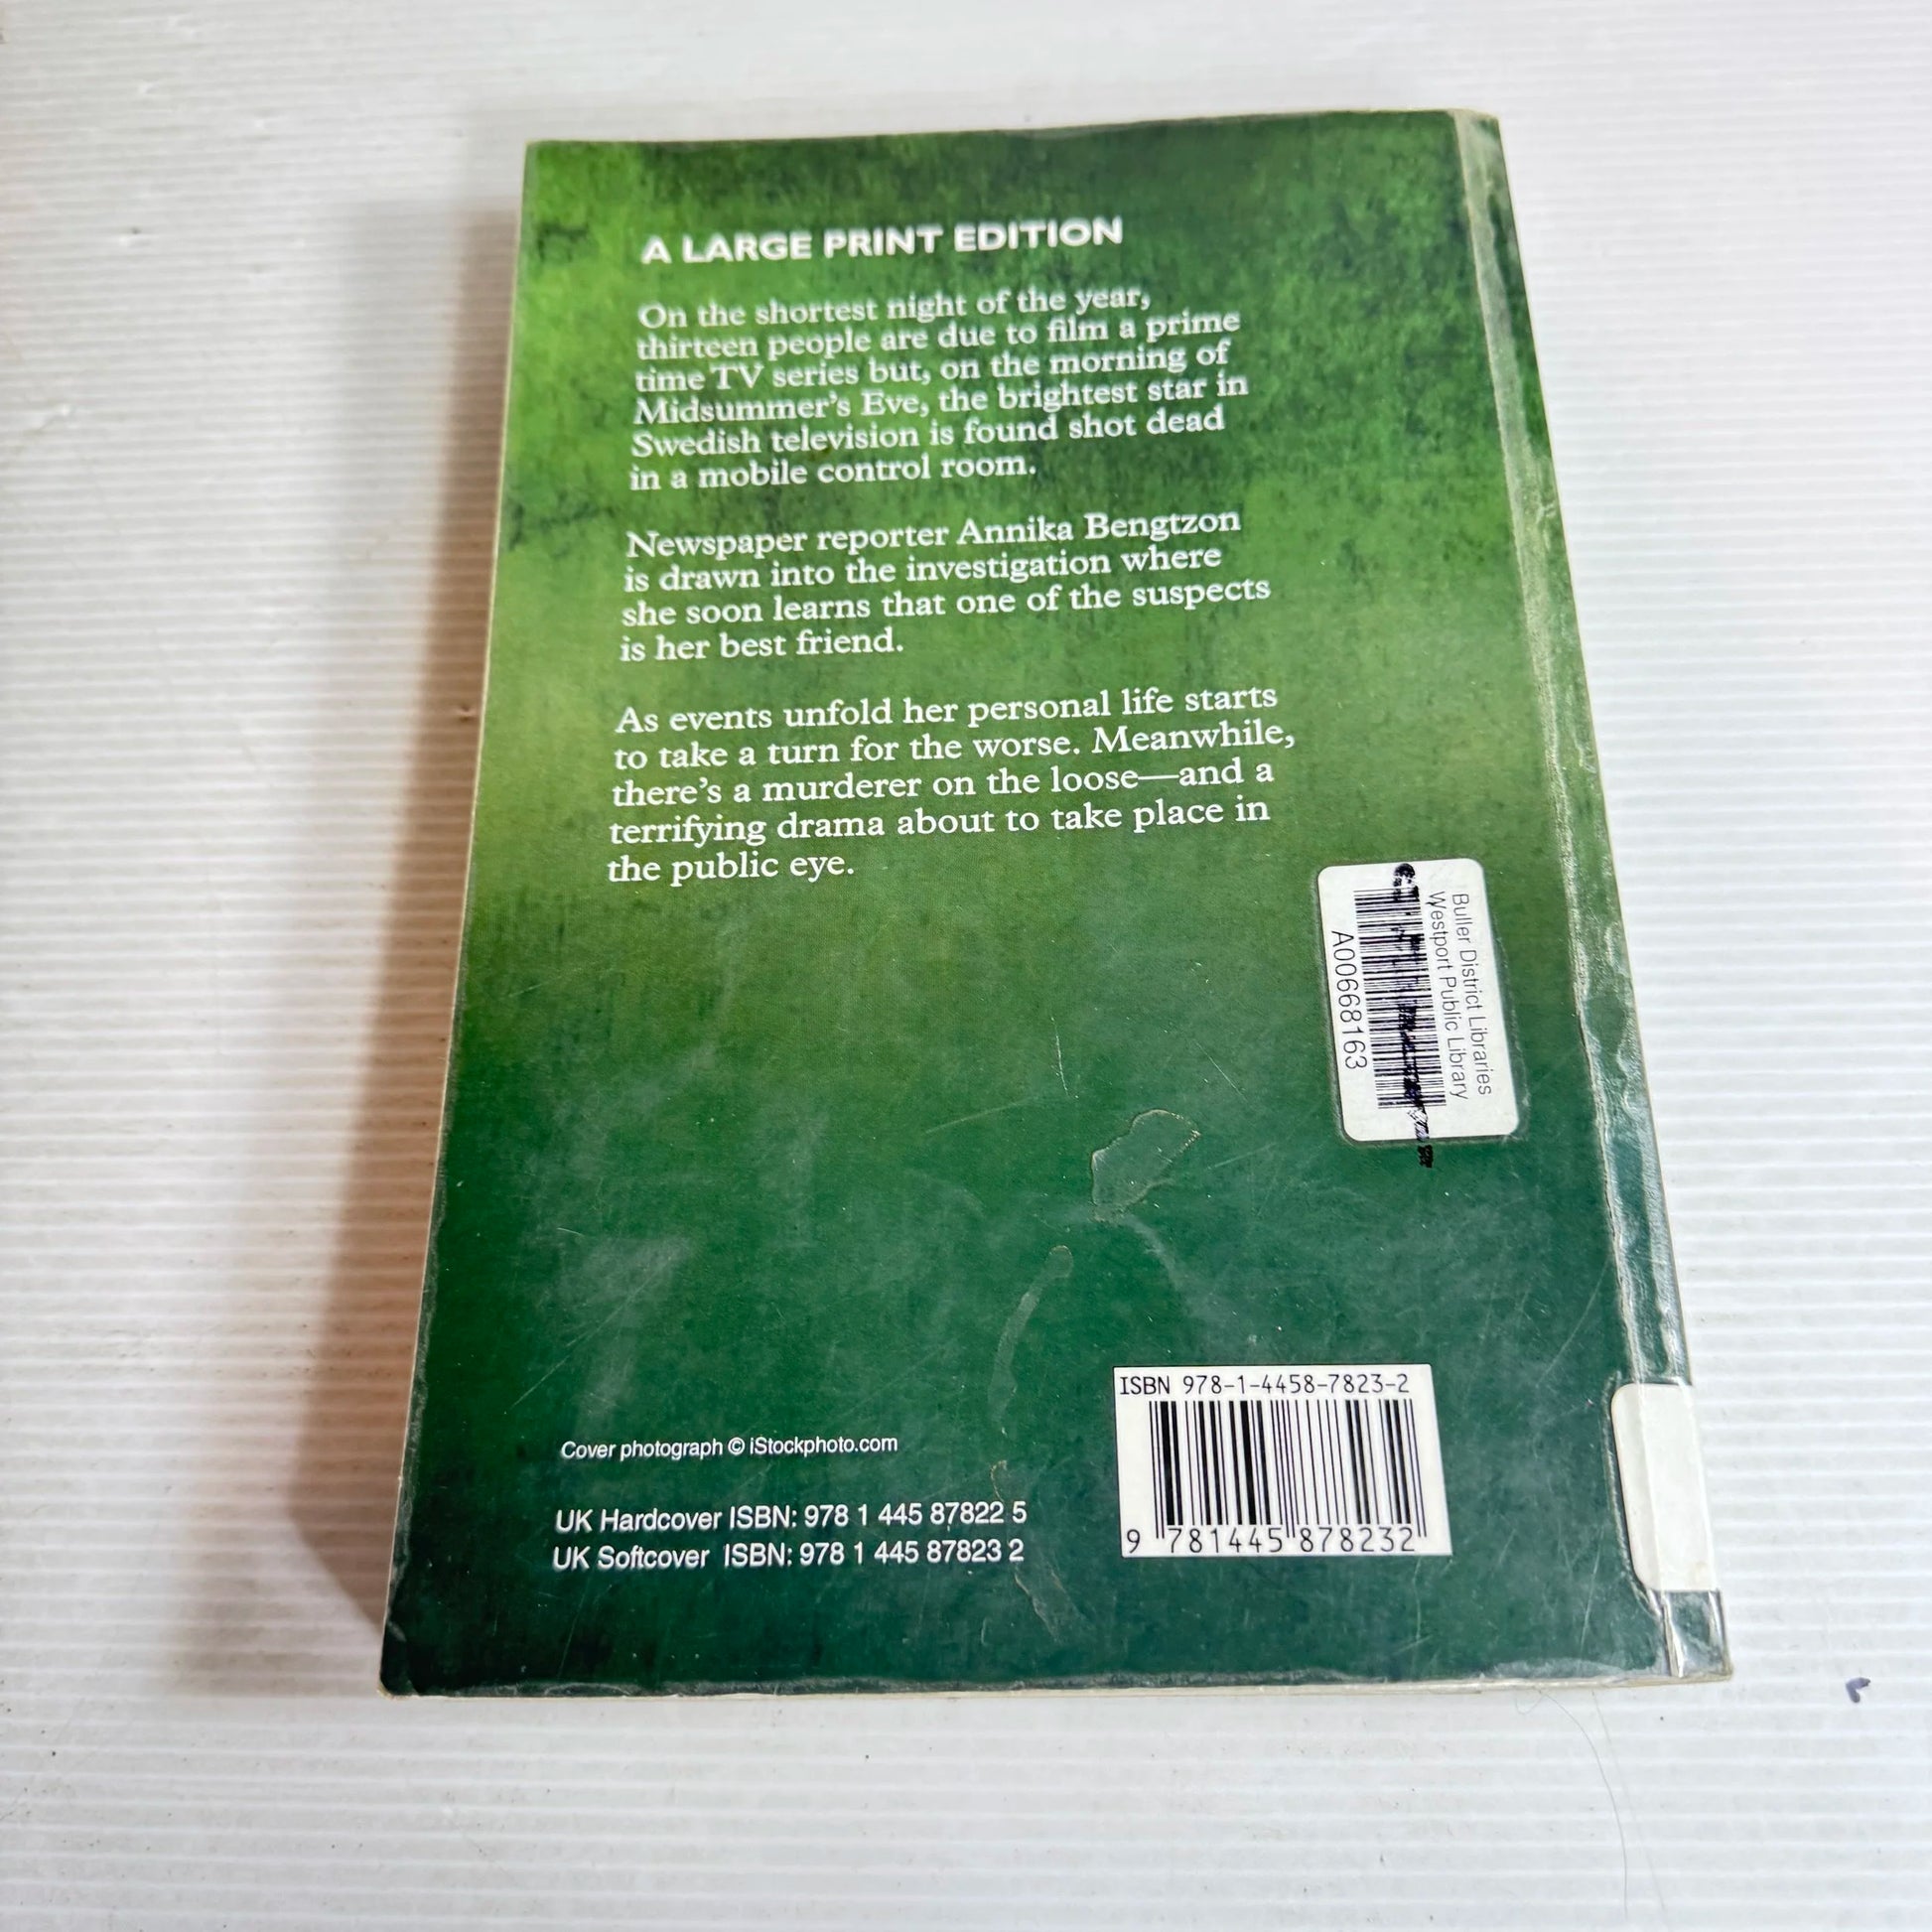 A LARGE PRINT EDITION
On the shortest night of the year,
thirteen people are due to film a prime
time TV series but, on the morning of
Midsummer's Eve, the brightest star in
Swedish television is found shot dead
in a mobile control room.
Newspaper reporter Annika Bengtzon
is drawn into the investigation where
she soon learns that one of the suspects
is her best friend.
As events unfold her personal life starts
to take a turn for the worse. Meanwhile,
there's a murderer on the loose—and a
terrifying drama about to take place in
the public eye.
Buller District Libraries
Westport Public Library
A00668163
ISBN 978-1-4458-7823-2
9 781445 878232
Cover photograph © iStockphoto.com
UK Hardcover ISBN: 978 1 445 87822 5
UK Softcover ISBN: 978 1 445 87823 2